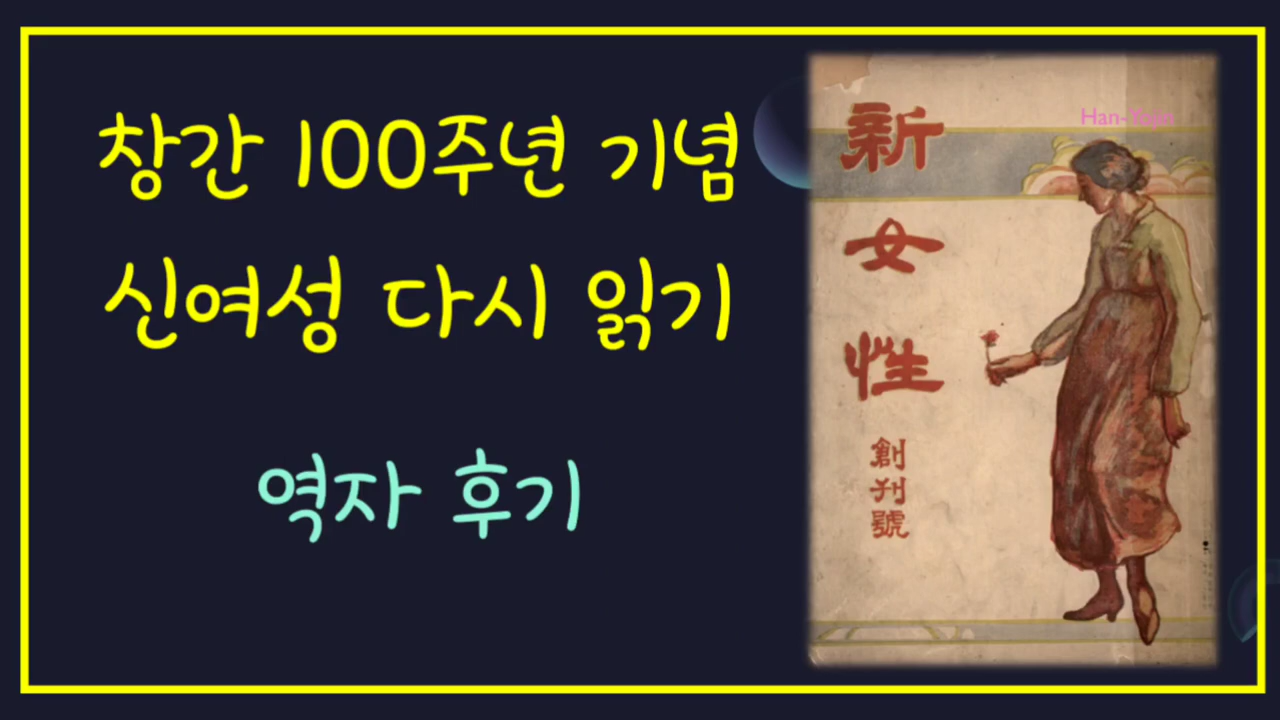 창간 100주년 기념
신여성 다시 읽기
역자 후기
新女性
創刊號